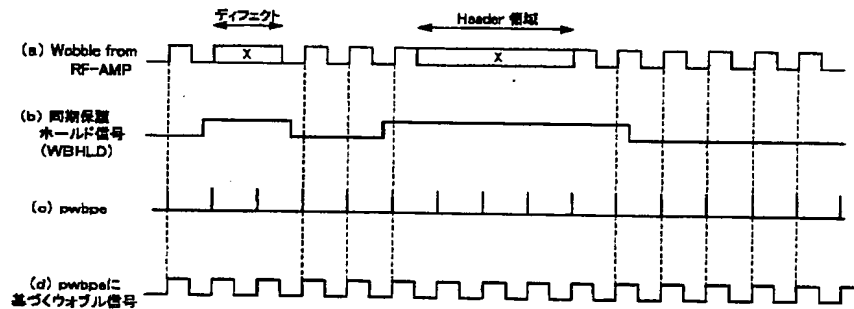 ディフェクト
Header 領域
(a) Wobble from
RF-AMP
X
X
(b) 同期保護
ホールド信号
(WBHLD)
(c) pwbpe
(d) pwbpeに
基づくウォブル信号